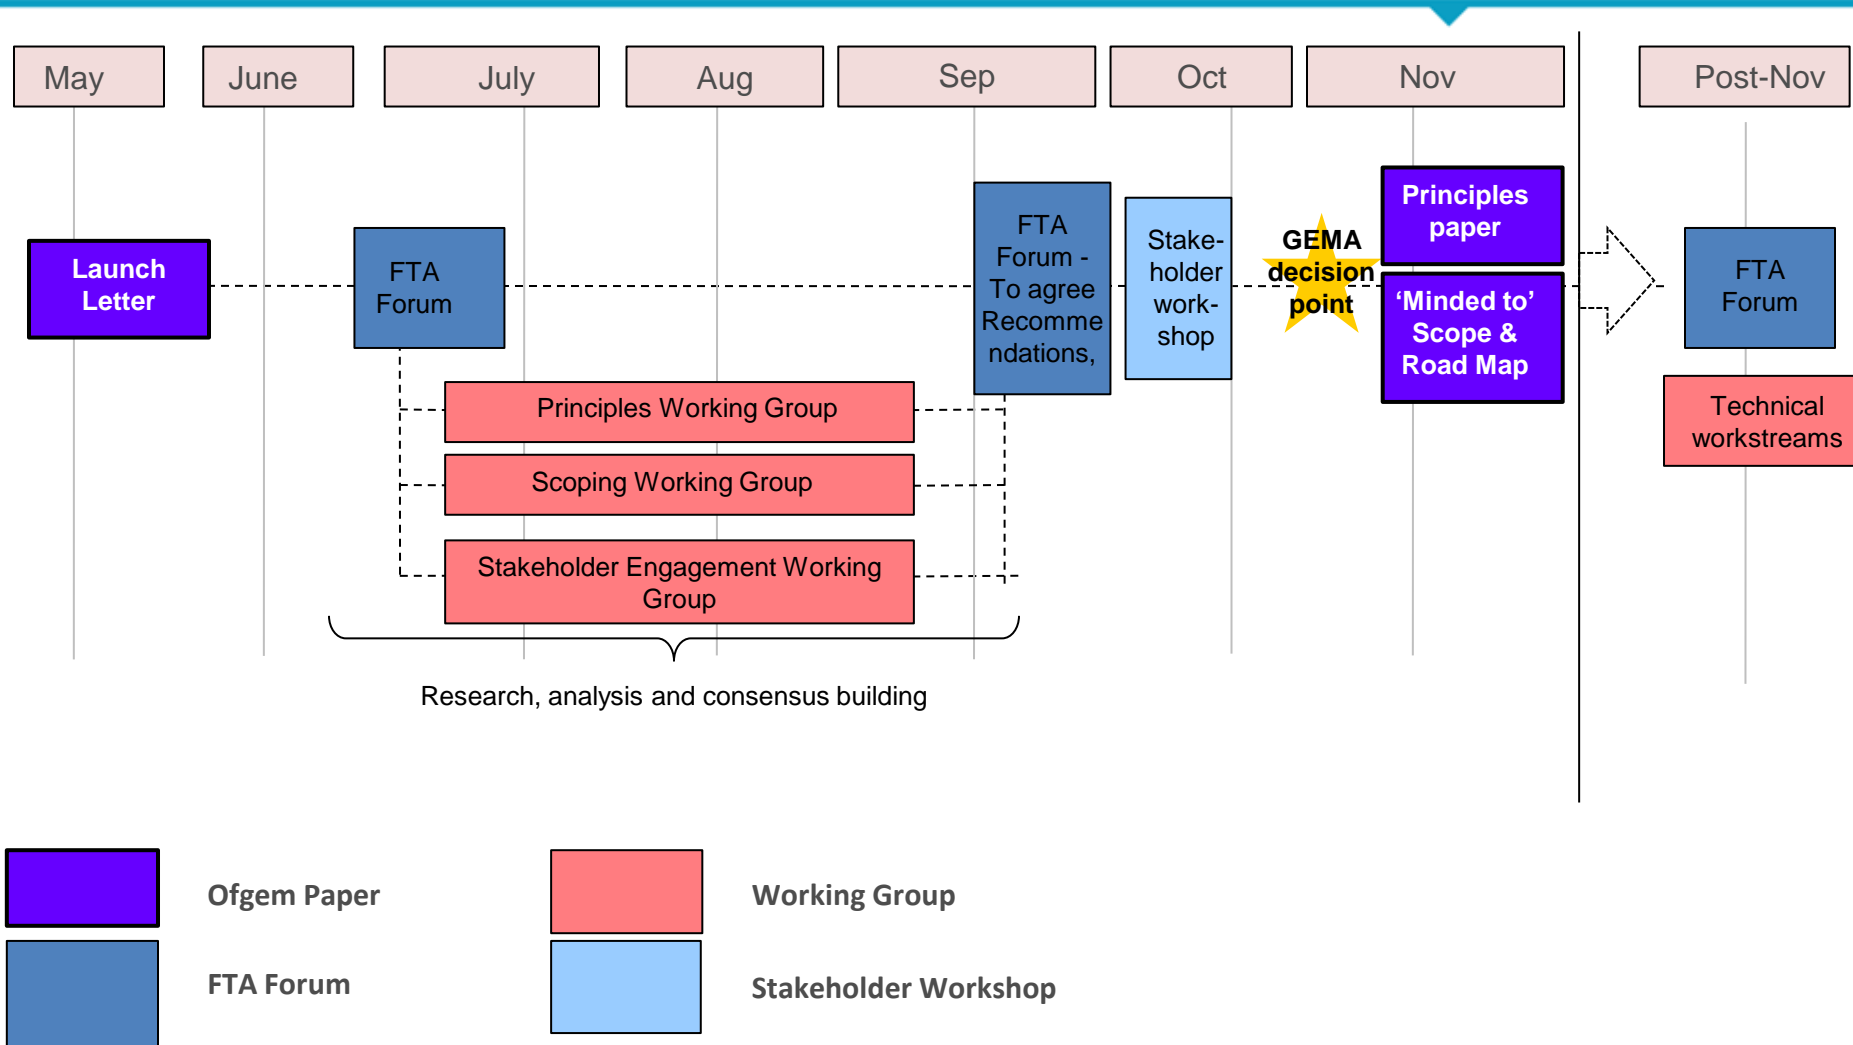 May
June
July
Aug
Sep
Oct
Nov
Post-Nov
Launch
Letter
FTA
Forum
FTA
Forum -
To agree
Recomme
ndations,
Stake-
holder
work-
shop
GEMA
decision
point
Principles
paper
‘Minded to’
Scope &
Road Map
FTA
Forum
Technical
workstreams
Principles Working Group
Scoping Working Group
Stakeholder Engagement Working
Group
Research, analysis and consensus building
Ofgem Paper
Working Group
FTA Forum
Stakeholder Workshop